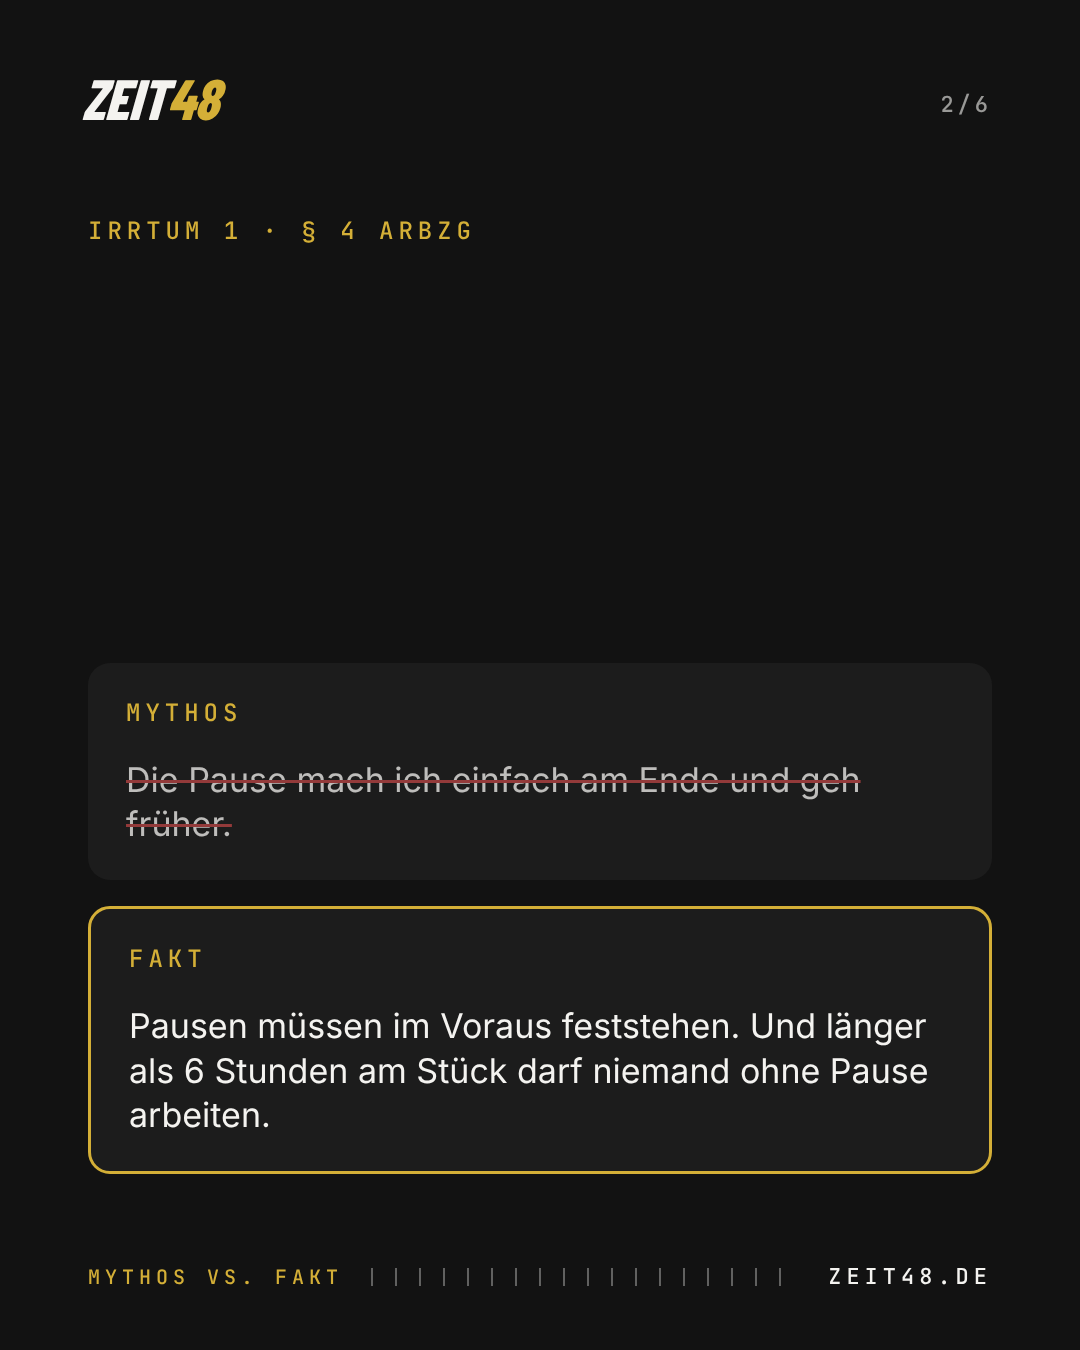 ZEIT48
2/6
IRRTUM 1 · § 4 ARBZG
MYTHOS
Die Pause mach ich einfach am Ende und geh
früher.
FAKT
Pausen müssen im Voraus feststehen. Und länger
als 6 Stunden am Stück darf niemand ohne Pause
arbeiten.
MYTHOS VS. FAKT
ZEIT48.DE